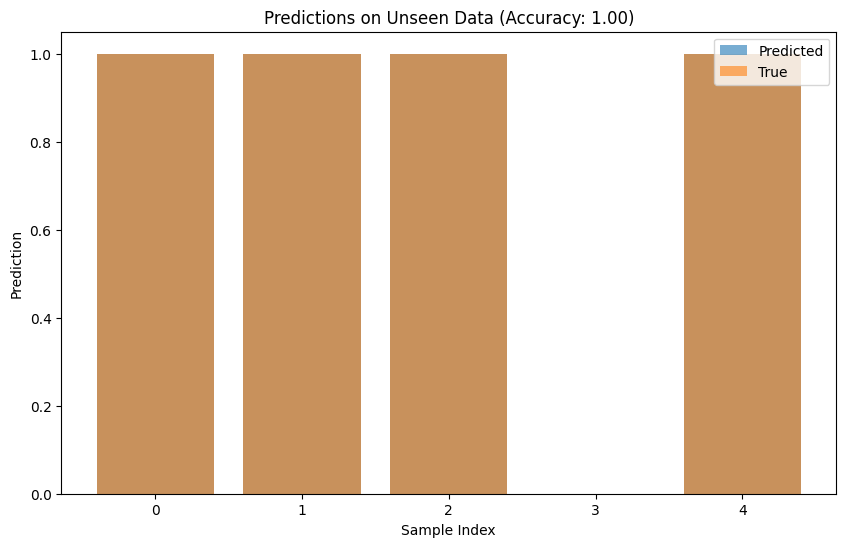 Predictions on Unseen Data (Accuracy: 1.00)
Predicted
True
Prediction
1.0
0.8
0.6
0.4
0.2
0.0
0 1 2 3 4
Sample Index